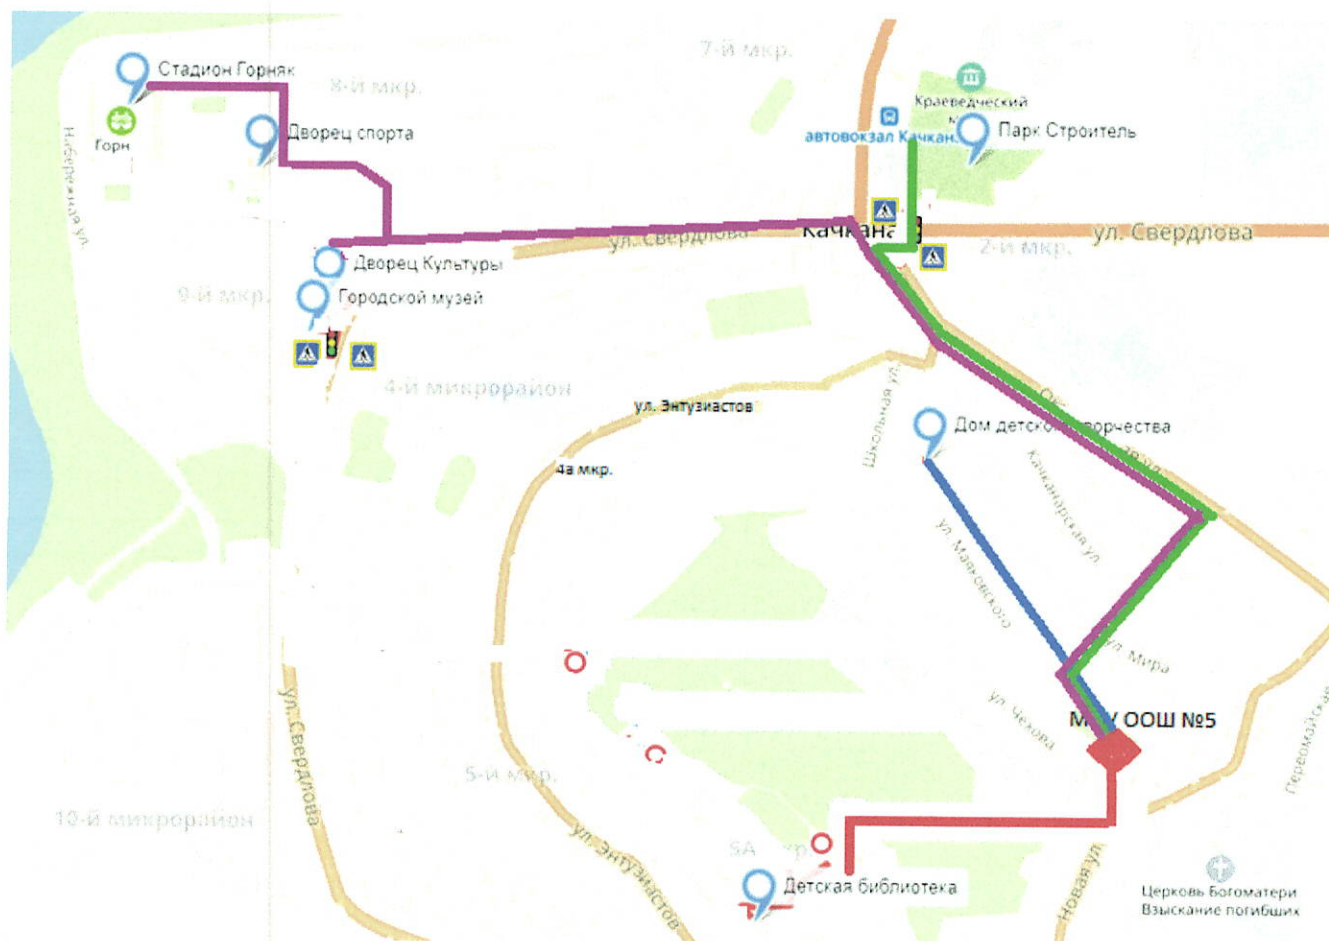 7-й мкр.
Стадион Горняк
8-й мкр.
Краеведческий
м
Горн
Дворец спорта
автовокзал Качкан.
Парк Строитель
Набережная ул.
Качкана
ул. Свердлова
ул. Свердлова
2-й мкр.
Дворец Культуры
9-й мкр.
Городской музей
4-й микрорайон
ул. Энтузиастов
Школьная ул.
Дом детского творчества
4а мкр.
Качканарская ул.
ул. Маяковского
ул. Мира
ул. Чехова
ООШ №5
Первомайская
ул. Свердлова
5-й мкр.
10-й микрорайон
ул. Энтузиастов
5А
Детская библиотека
Новая ул.
Церковь Богоматери
Взыскание погибших